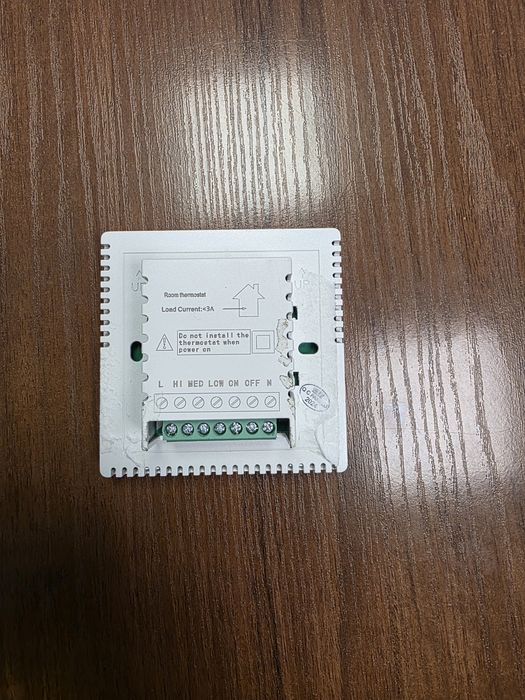 UP
UP
Room thermostat
Load Current:<3A
Do not install the
thermostat when
power on
L HI MED LOW ON OFF N